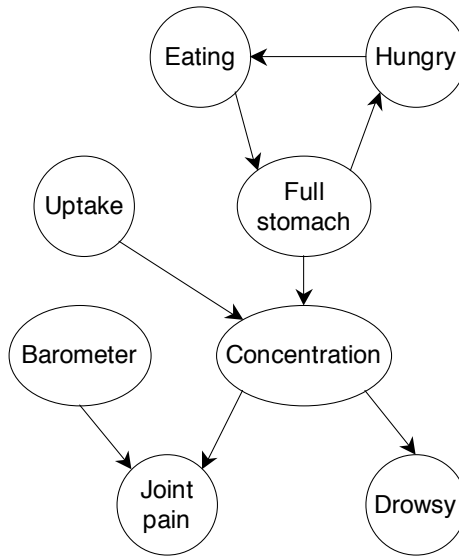 Eating
Hungry
Full
stomach
Uptake
Barometer
Concentration
Joint
pain
Drowsy